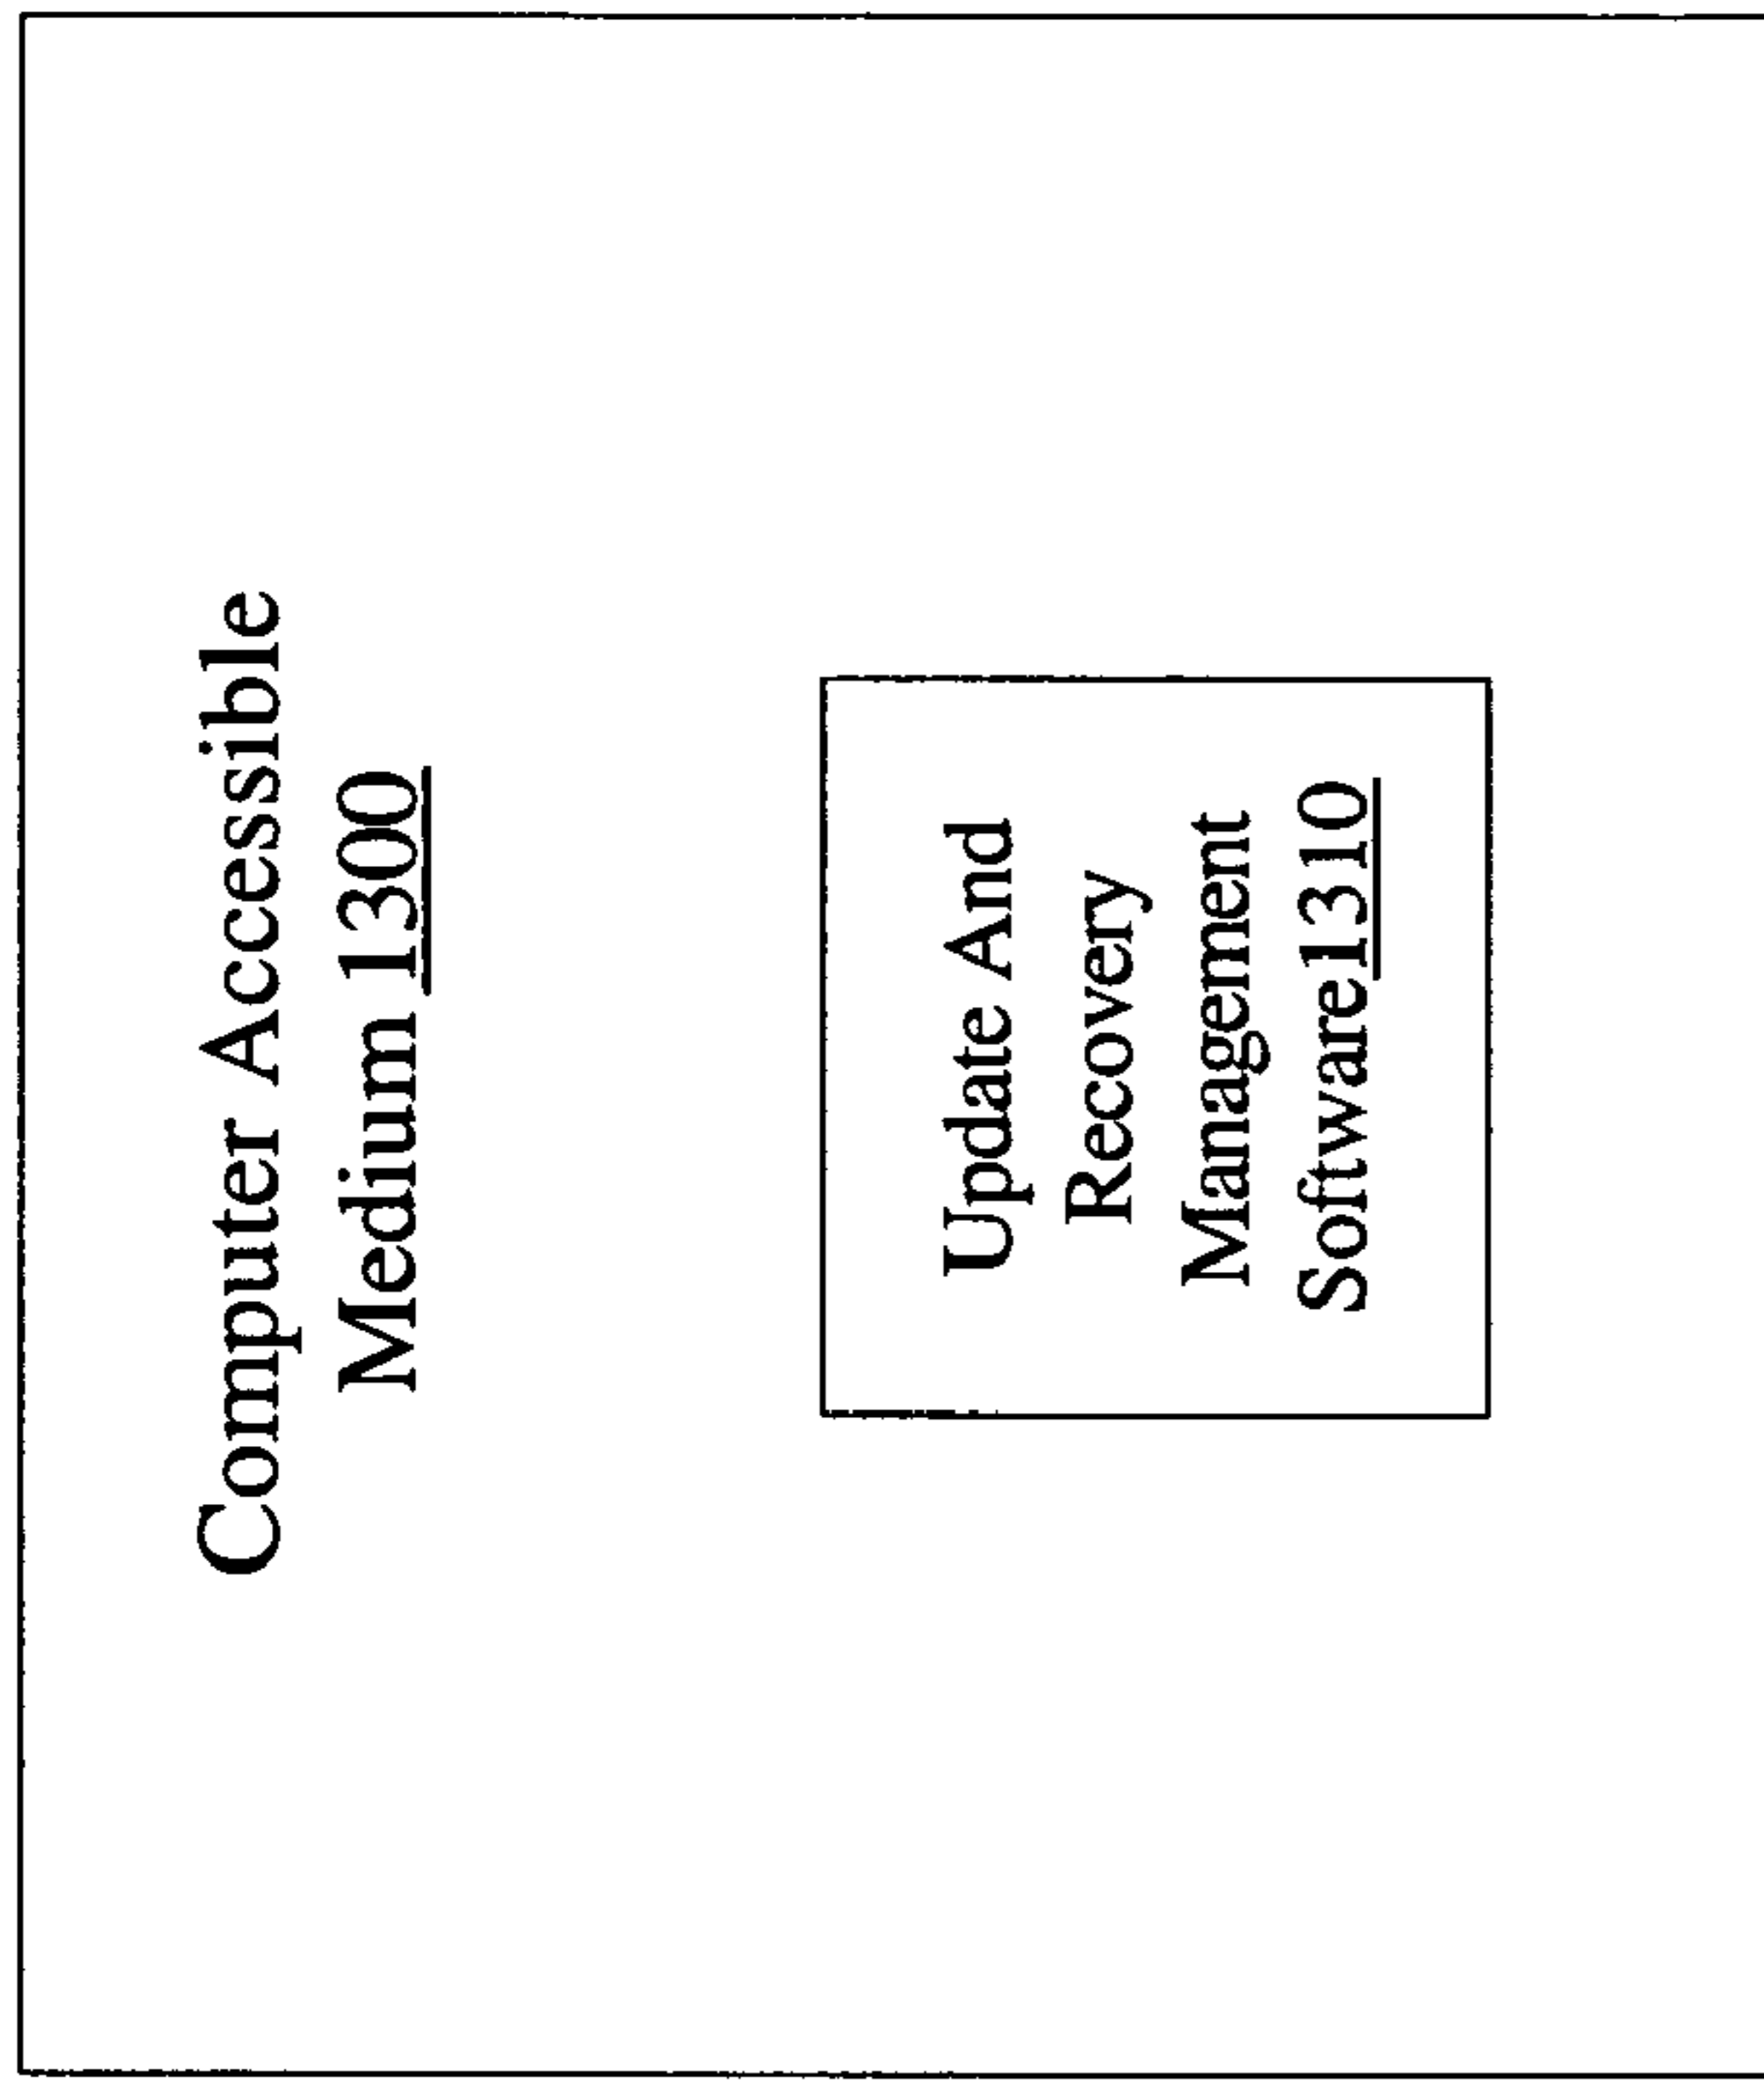 Computer Accessible
Medium 1300
Update And
Recovery
Management
Software1310